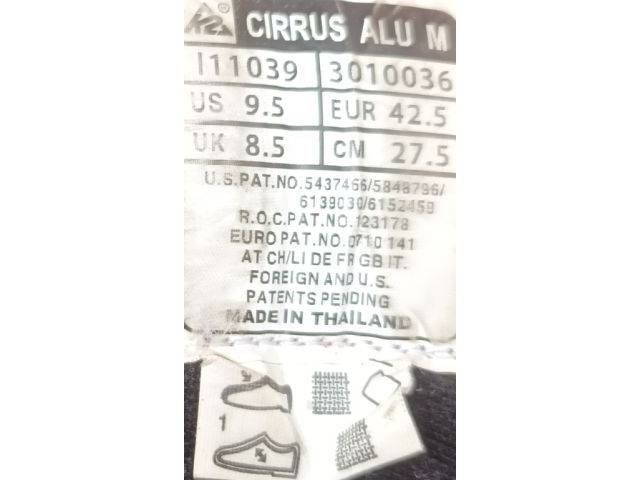 K2 CIRRUS ALU M
I11039 3010036
US 9.5 EUR 42.5
UK 8.5 CM 27.5
U.S.PAT.NO.5437466/5848796/
6139030/6152459
R.O.C.PAT.NO.123178
EURO PAT.NO.0710 141
AT CH/LI DE FR GB IT.
FOREIGN AND U.S.
PATENTS PENDING
MADE IN THAILAND
1